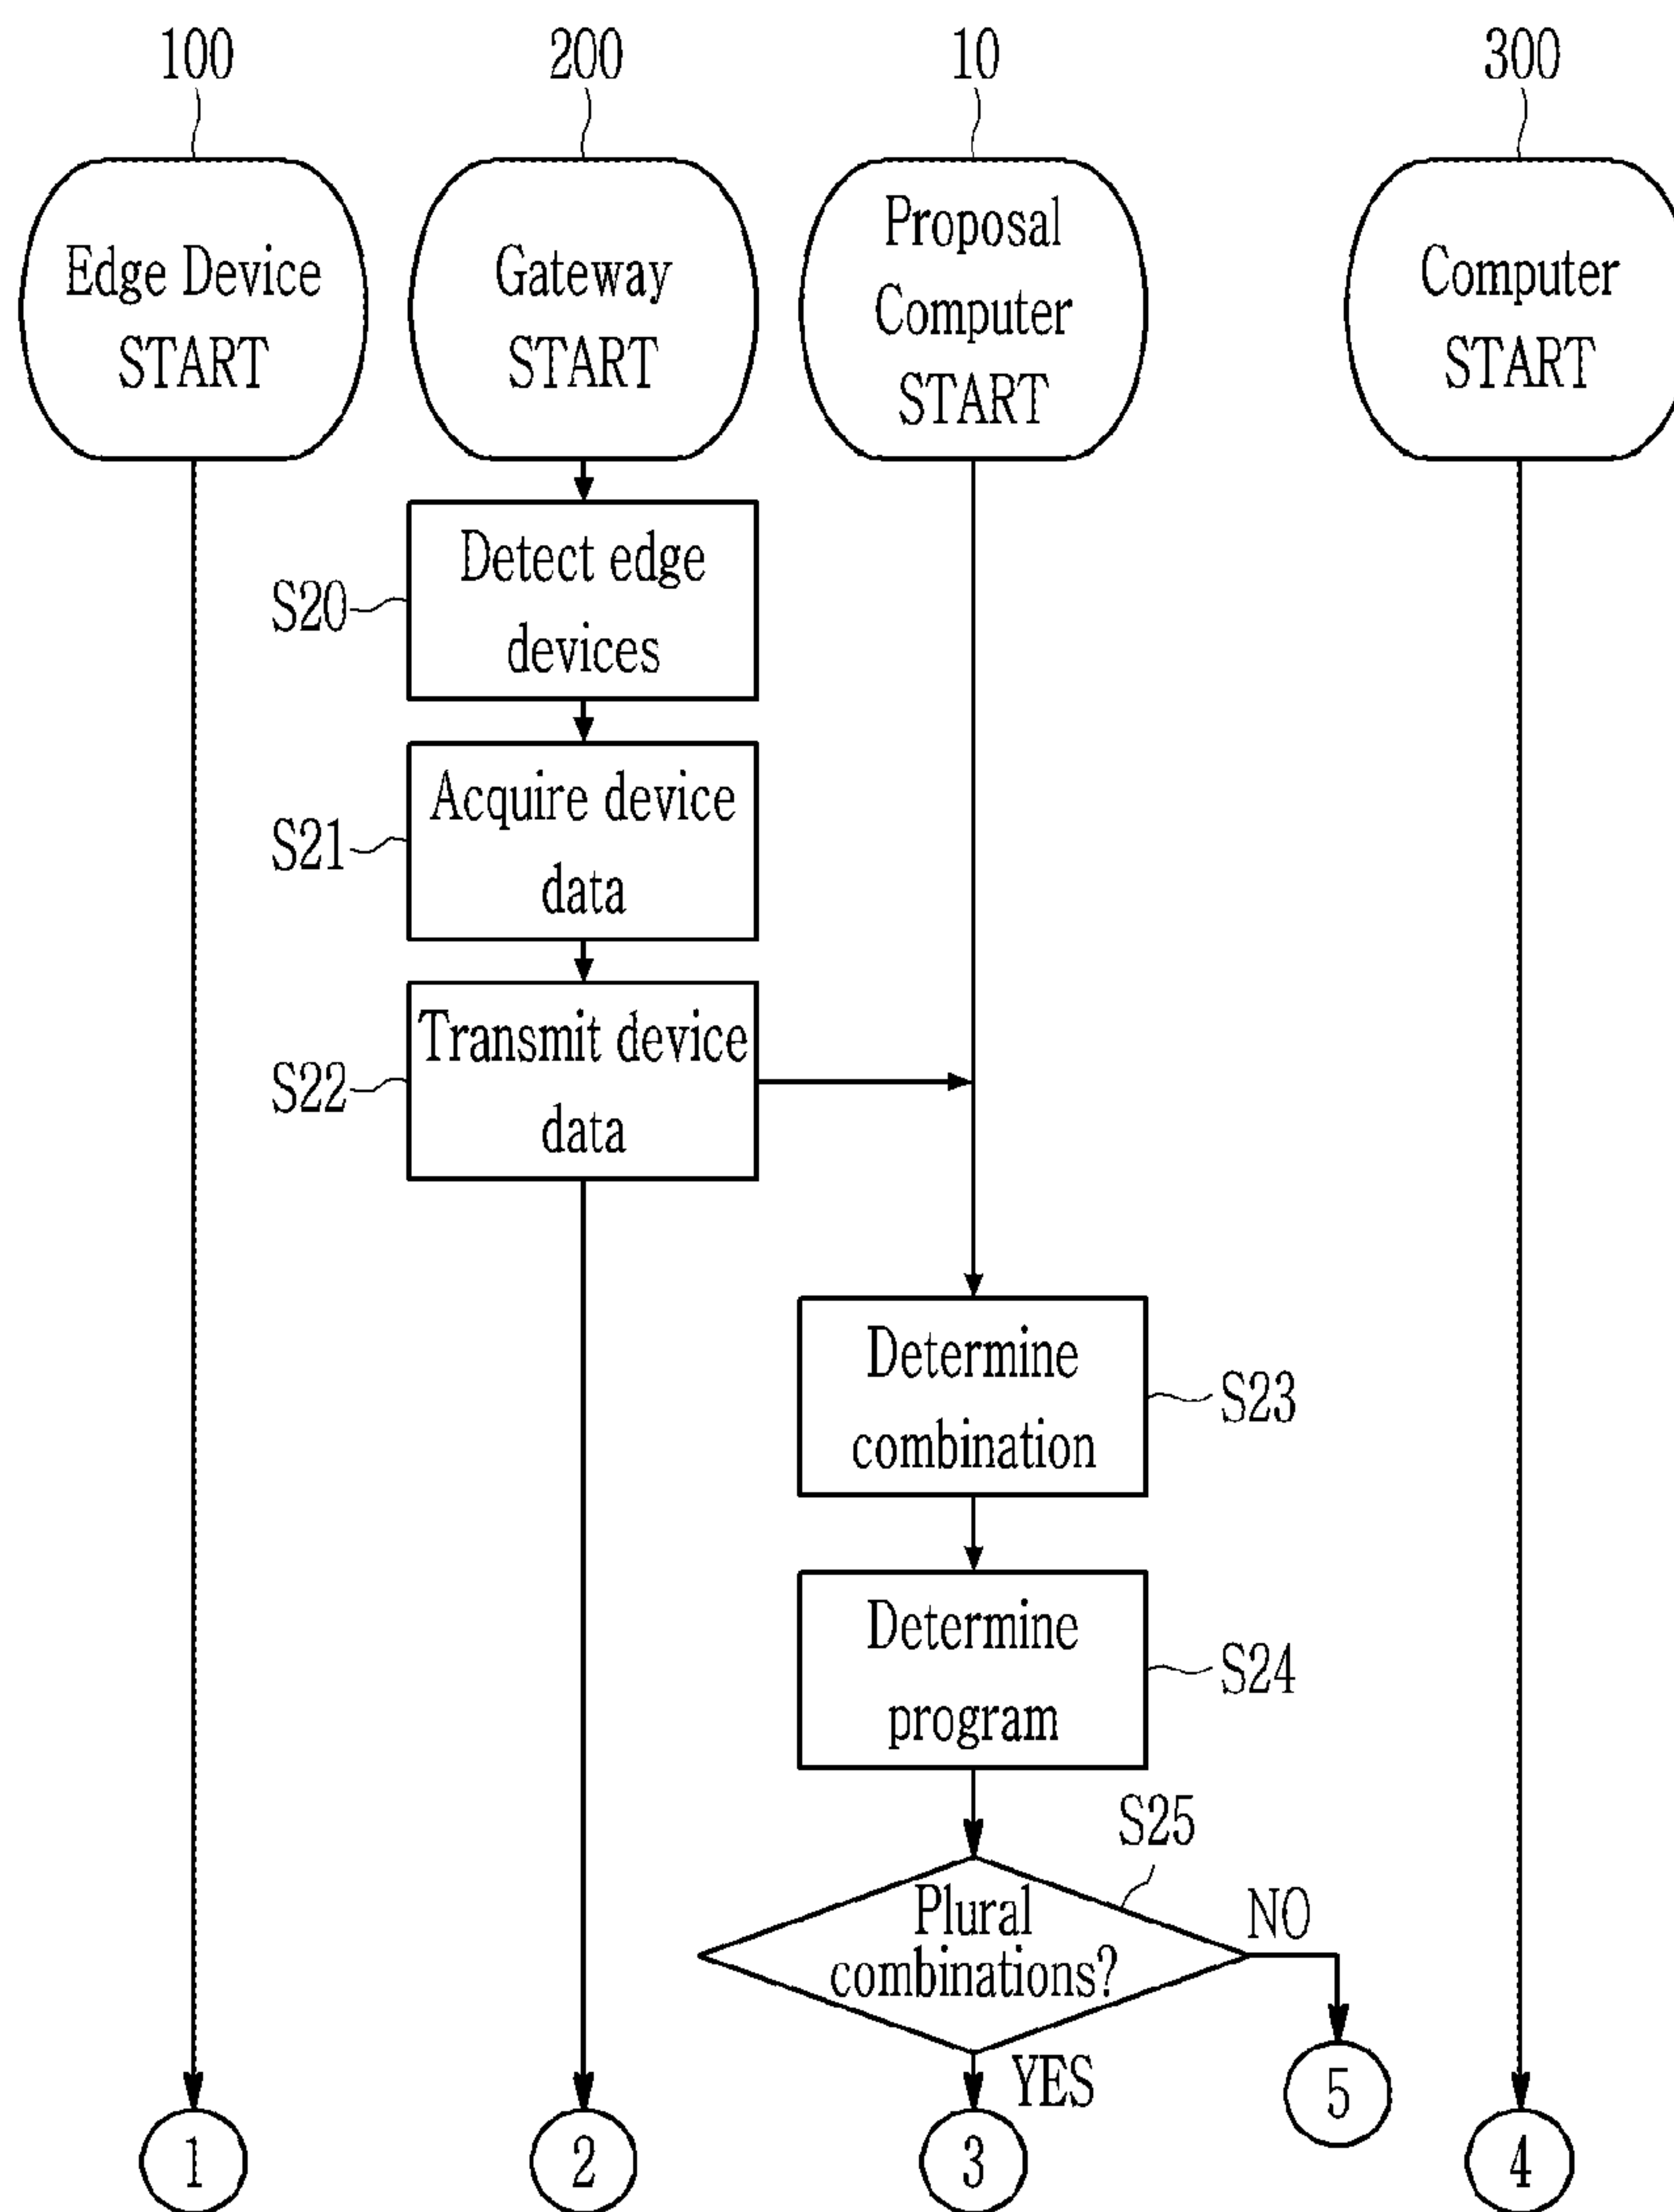 100
200
10
300
Edge Device
START
Gateway
START
Proposal
Computer
START
Computer
START
S20
Detect edge
devices
S21
Acquire device
data
S22
Transmit device
data
Determine
combination
S23
Determine
program
S24
S25
Plural
combinations?
NO
YES
5
1
2
3
4